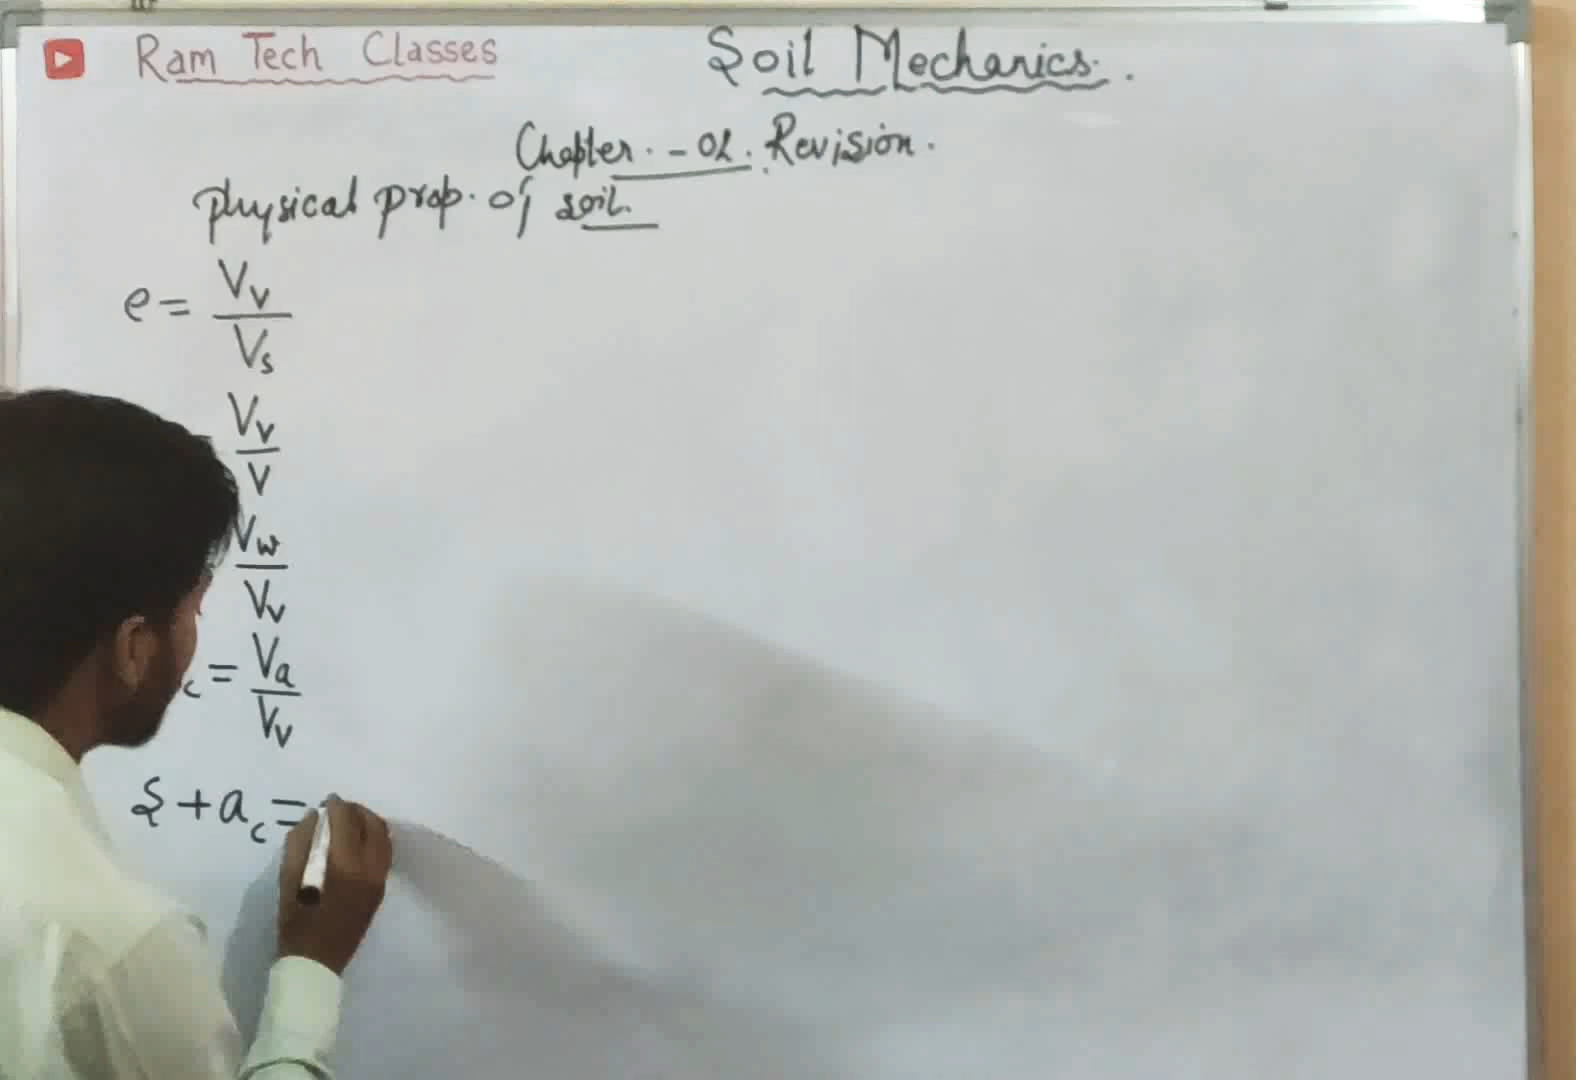 Ram Tech Classes
Soil Mechanics.
Chapter. - 02. Revision.
Physical prop. of soil.
e = Vv / Vs
Vv / V
Vw / Vv
c = Va / Vv
S + ac =